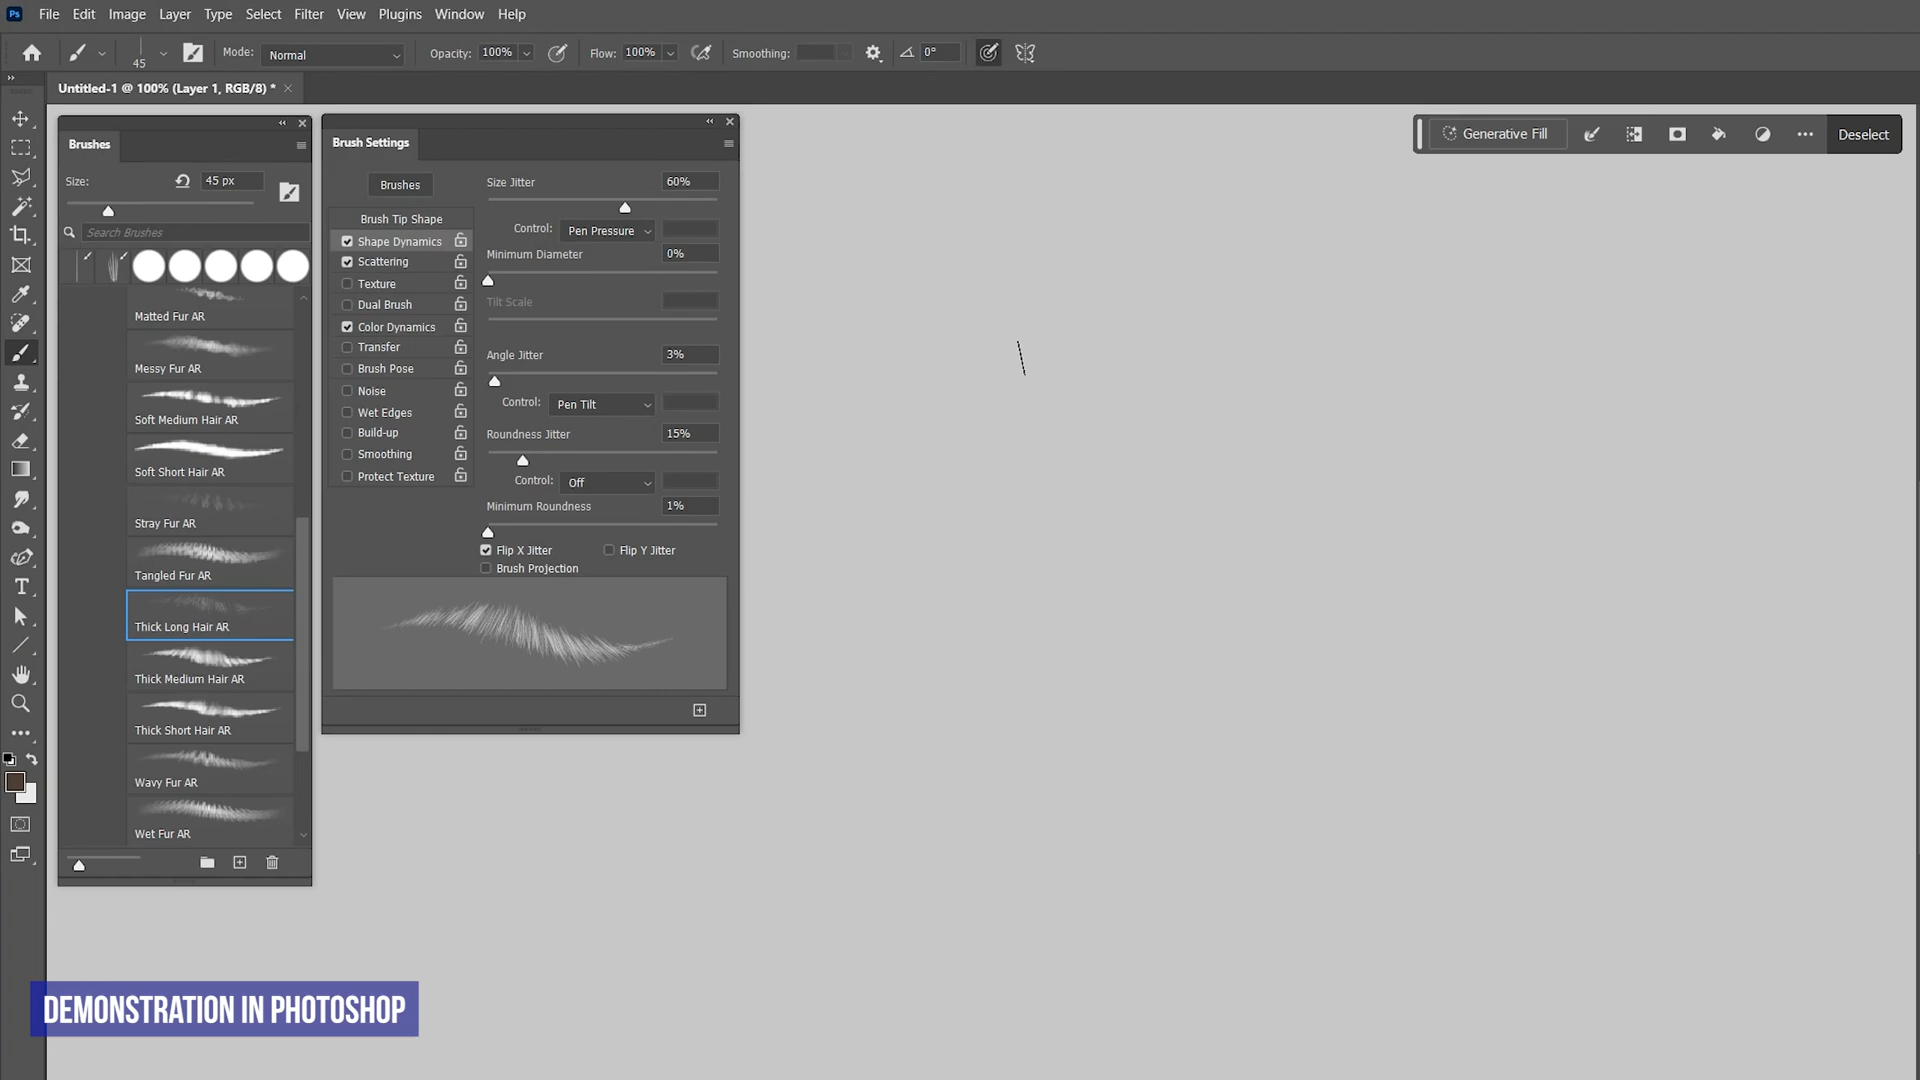 Ps File Edit Image Layer Type Select Filter View Plugins Window Help
45 Mode: Normal Opacity: 100% Flow: 100% Smoothing: 0°
Untitled-1 @ 100% (Layer 1, RGB/8) *
Brushes
Size: 45 px
Search Brushes
Matted Fur AR
Messy Fur AR
Soft Medium Hair AR
Soft Short Hair AR
Stray Fur AR
Tangled Fur AR
Thick Long Hair AR
Thick Medium Hair AR
Thick Short Hair AR
Wavy Fur AR
Wet Fur AR
Brush Settings
Brushes
Brush Tip Shape
Shape Dynamics
Scattering
Texture
Dual Brush
Color Dynamics
Transfer
Brush Pose
Noise
Wet Edges
Build-up
Smoothing
Protect Texture
Size Jitter 60%
Control: Pen Pressure
Minimum Diameter 0%
Tilt Scale
Angle Jitter 3%
Control: Pen Tilt
Roundness Jitter 15%
Control: Off
Minimum Roundness 1%
Flip X Jitter Flip Y Jitter
Brush Projection
Generative Fill Deselect
DEMONSTRATION IN PHOTOSHOP